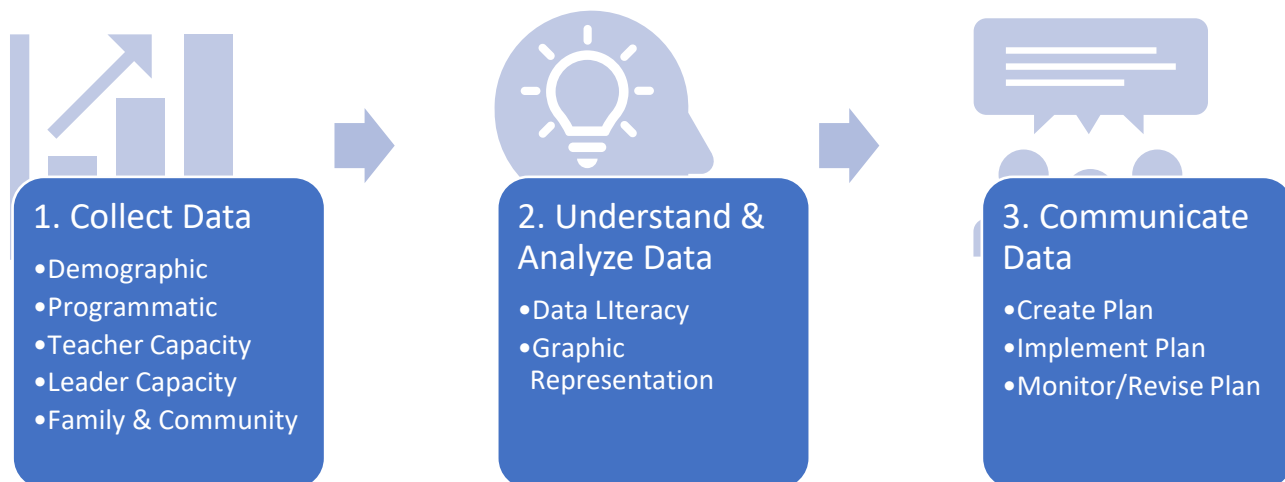 1. Collect Data
•Demographic
•Programmatic
•Teacher Capacity
•Leader Capacity
•Family & Community
2. Understand &
Analyze Data
•Data LIteracy
•Graphic
Representation
3. Communicate
Data
•Create Plan
•Implement Plan
•Monitor/Revise Plan